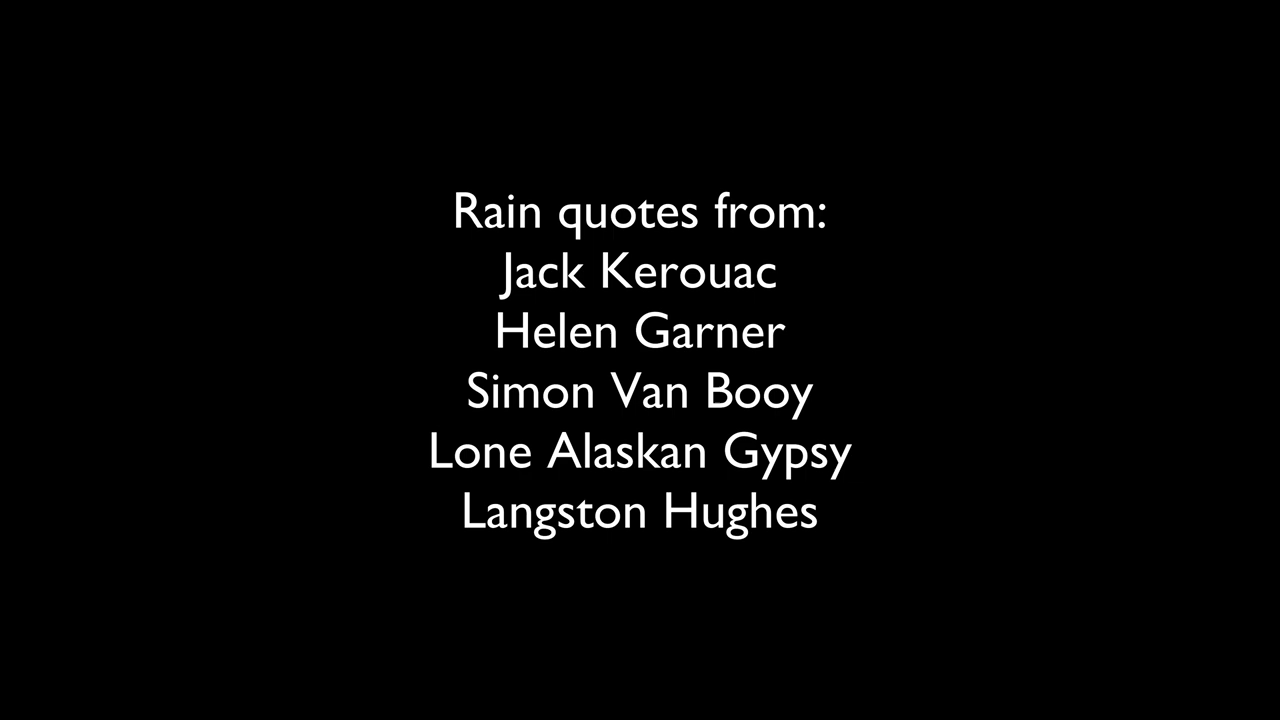 Rain quotes from:
Jack Kerouac
Helen Garner
Simon Van Booy
Lone Alaskan Gypsy
Langston Hughes